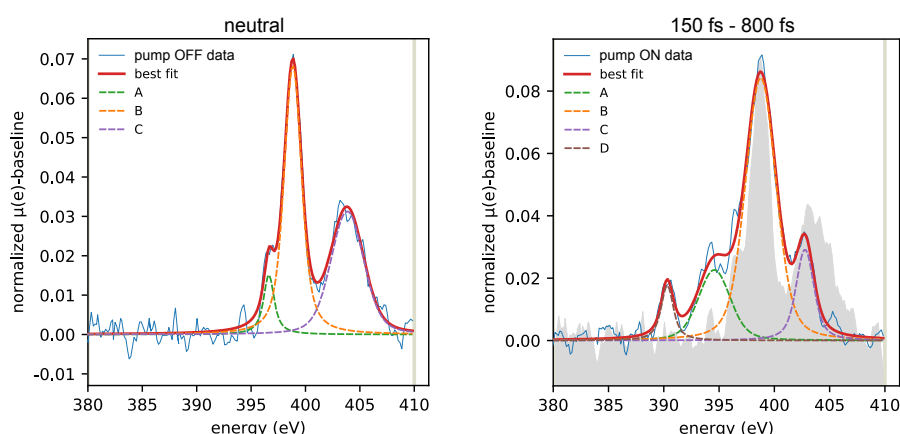 neutral
pump OFF data
best fit
A
B
C
normalized μ(e)-baseline
0.07
0.06
0.05
0.04
0.03
0.02
0.01
0.00
-0.01
380 385 390 395 400 405 410
energy (eV)
150 fs - 800 fs
pump ON data
best fit
A
B
C
D
normalized μ(e)-baseline
0.08
0.06
0.04
0.02
0.00
380 385 390 395 400 405 410
energy (eV)